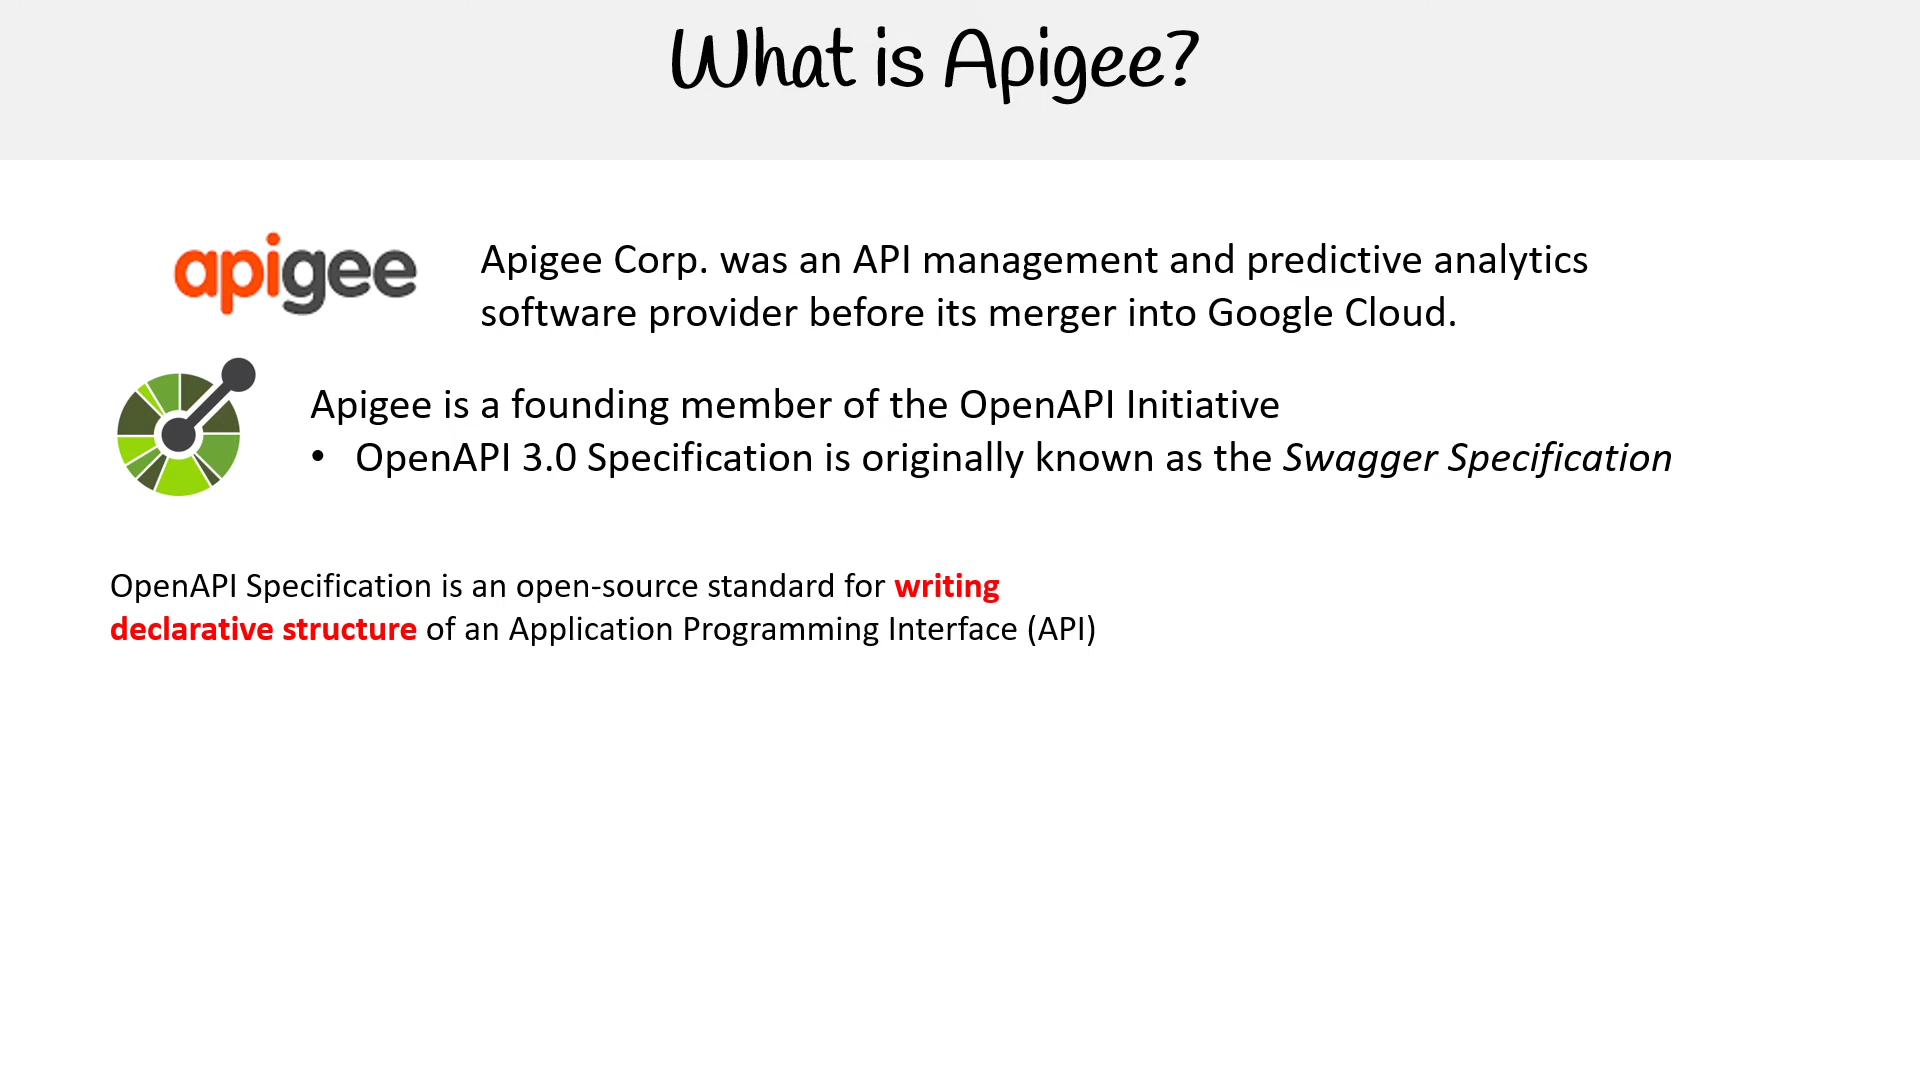 What is Apigee?
apigee
Apigee Corp. was an API management and predictive analytics
software provider before its merger into Google Cloud.
Apigee is a founding member of the OpenAPI Initiative
• OpenAPI 3.0 Specification is originally known as the Swagger Specification
OpenAPI Specification is an open-source standard for writing
declarative structure of an Application Programming Interface (API)